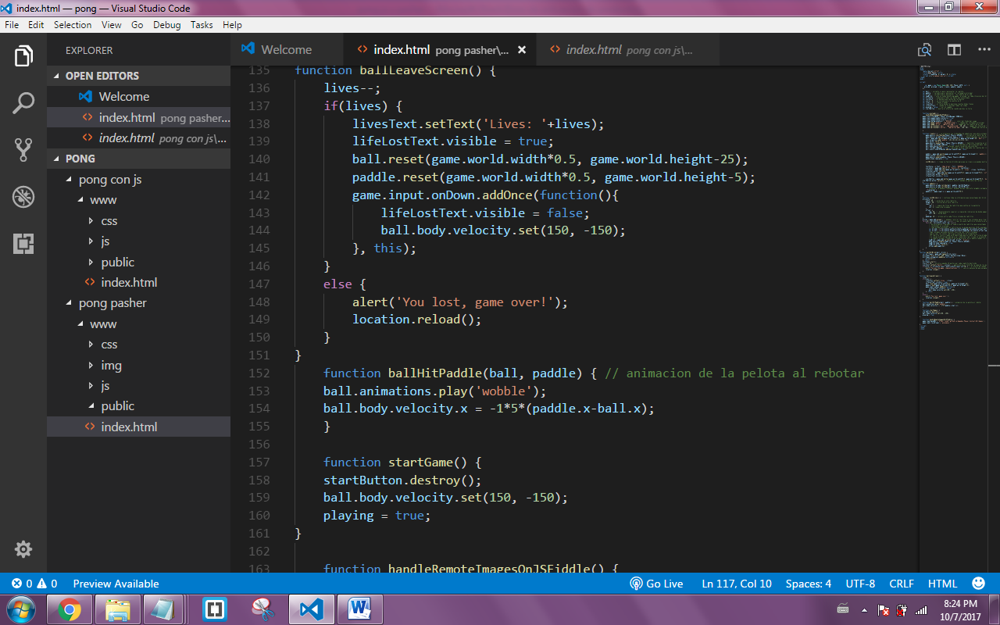 index.html — pong — Visual Studio Code
File Edit Selection View Go Debug Tasks Help
EXPLORER
OPEN EDITORS
Welcome
index.html pong pasher...
index.html pong con js\...
PONG
pong con js
www
css
js
public
index.html
pong pasher
www
css
img
js
public
index.html
Welcome
index.html pong pasher\...
index.html pong con js\...
135 function ballLeaveScreen() {
136 lives--;
137 if(lives) {
138 livesText.setText('Lives: '+lives);
139 lifeLostText.visible = true;
140 ball.reset(game.world.width*0.5, game.world.height-25);
141 paddle.reset(game.world.width*0.5, game.world.height-5);
142 game.input.onDown.addOnce(function(){
143 lifeLostText.visible = false;
144 ball.body.velocity.set(150, -150);
145 }, this);
146 }
147 else {
148 alert('You lost, game over!');
149 location.reload();
150 }
151 }
152 function ballHitPaddle(ball, paddle) { // animacion de la pelota al rebotar
153 ball.animations.play('wobble');
154 ball.body.velocity.x = -1*5*(paddle.x-ball.x);
155 }
156
157 function startGame() {
158 startButton.destroy();
159 ball.body.velocity.set(150, -150);
160 playing = true;
161 }
162
163 function handleRemoteImagesOnJSFiddle() {
0 0 Preview Available
Go Live Ln 117, Col 10 Spaces: 4 UTF-8 CRLF HTML
8:24 PM
10/7/2017